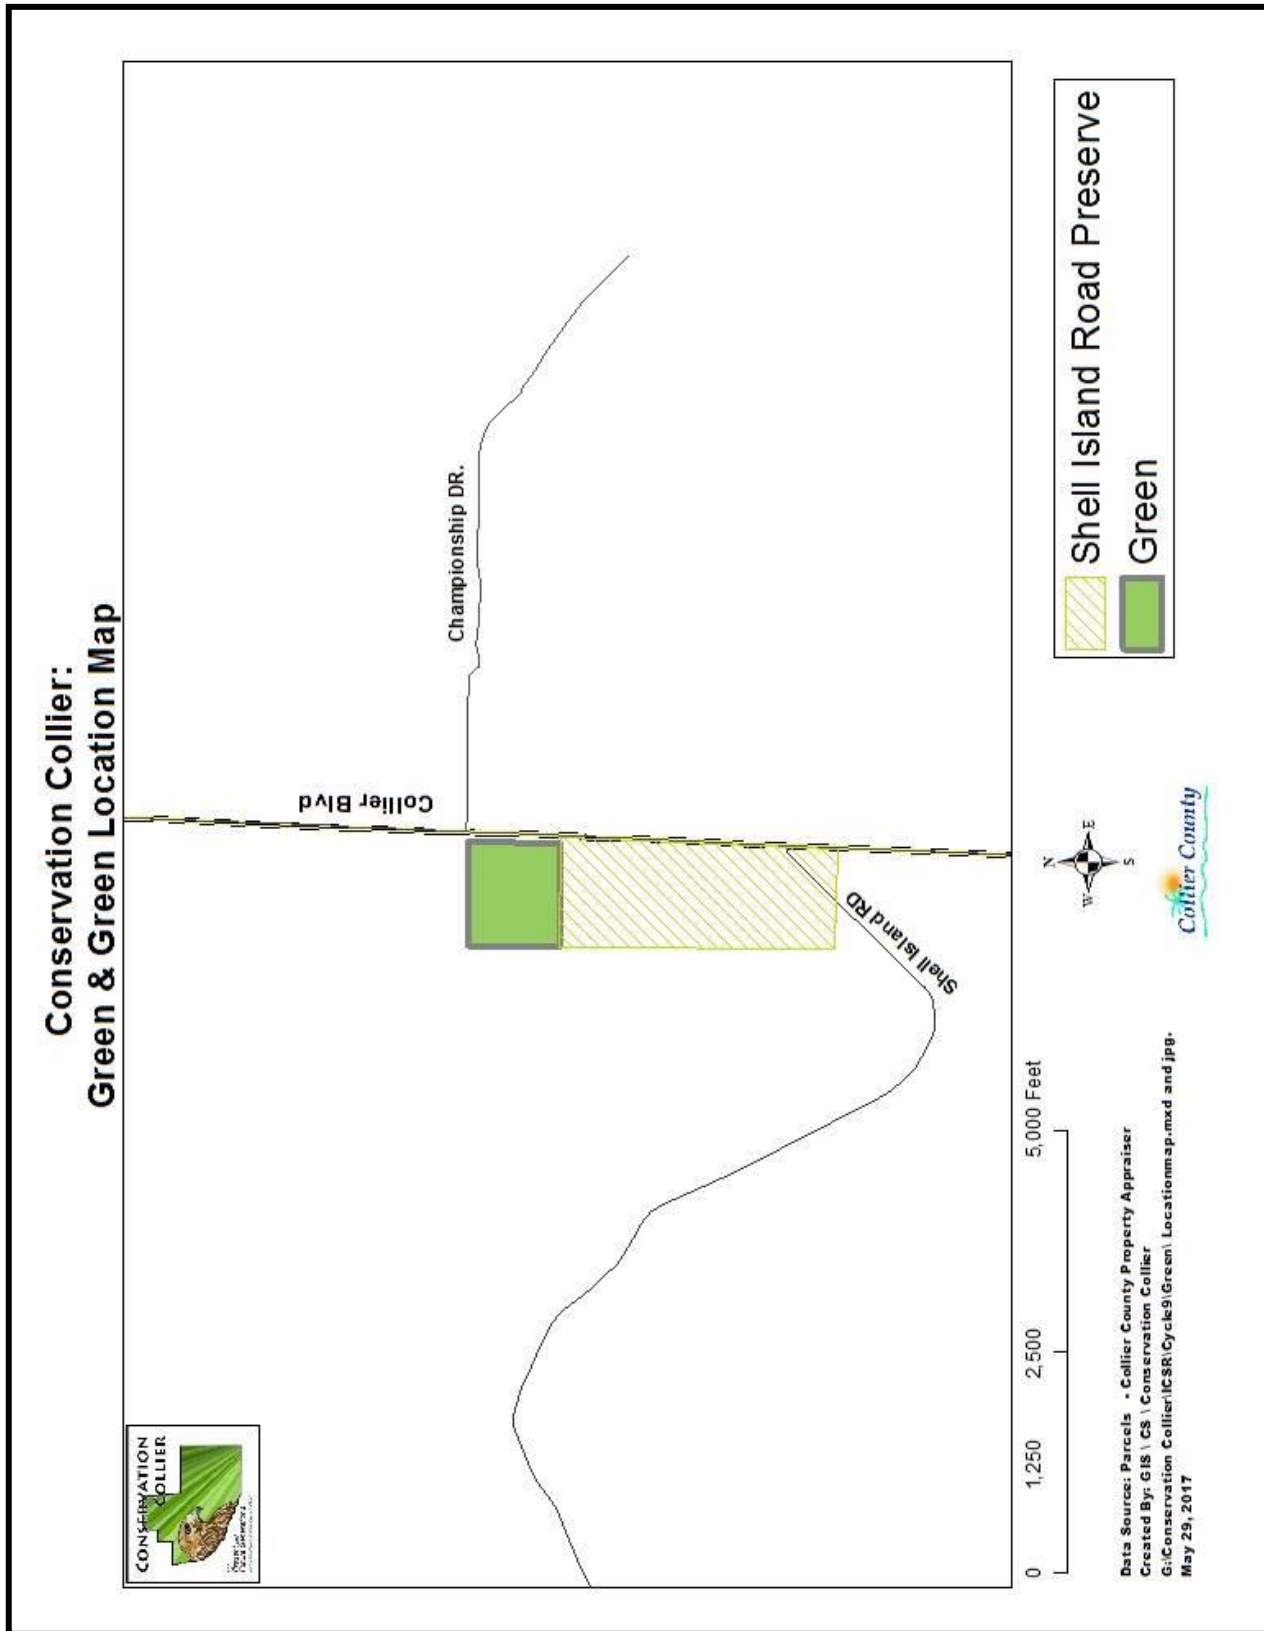 Conservation Collier:
Green & Green Location Map
CONSERVATION
COLLIER
Collier Blvd
Championship DR.
Shell Island RD
0 1,250 2,500 5,000 Feet
N
W E
S
Shell Island Road Preserve
Green
Data Source: Parcels - Collier County Property Appraiser
Created By: GIS \ CS \ Conservation Collier
G:\Conservation Collier\ICSR\Cycle9\Green\Locationmap.mxd and jpg.
May 29, 2017
Collier County